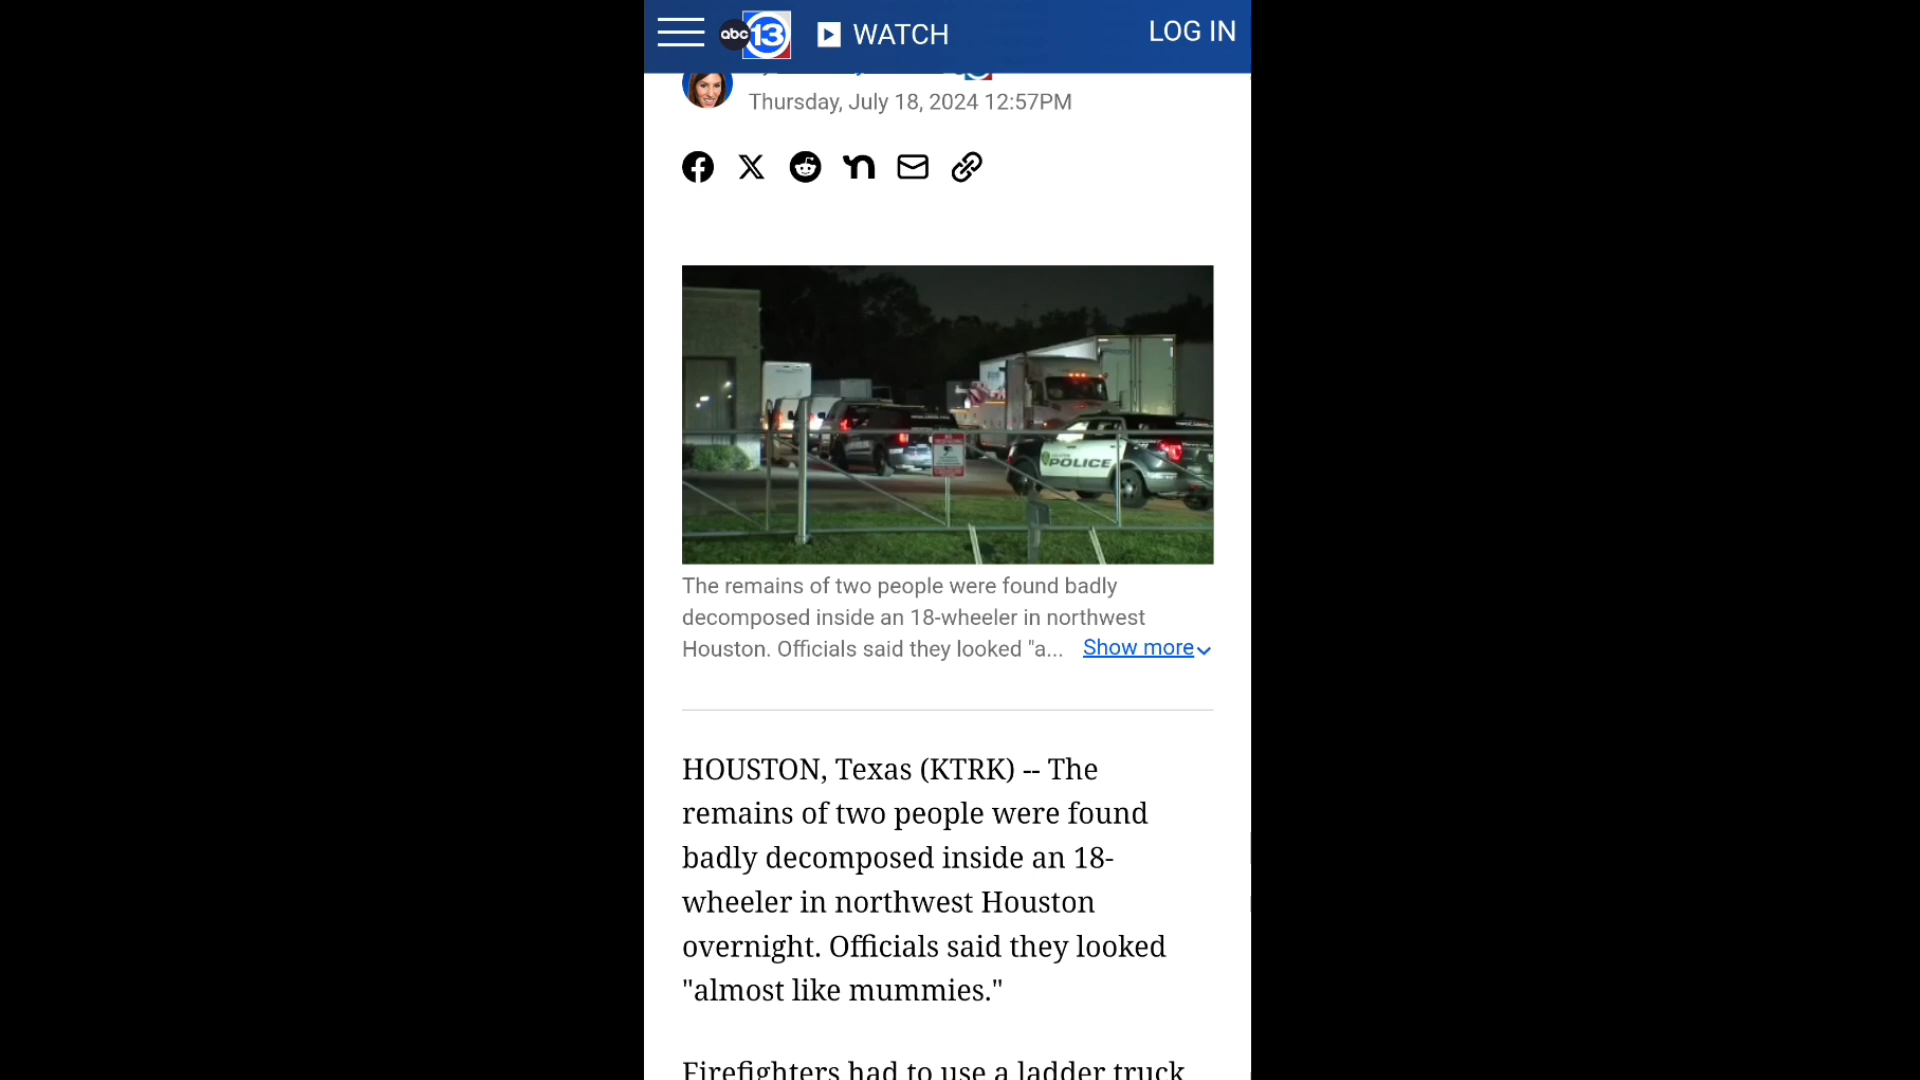 abc 13 WATCH LOG IN
Thursday, July 18, 2024 12:57PM
POLICE
The remains of two people were found badly
decomposed inside an 18-wheeler in northwest
Houston. Officials said they looked "a... Show more
HOUSTON, Texas (KTRK) -- The
remains of two people were found
badly decomposed inside an 18-
wheeler in northwest Houston
overnight. Officials said they looked
"almost like mummies."
Firefighters had to use a ladder truck